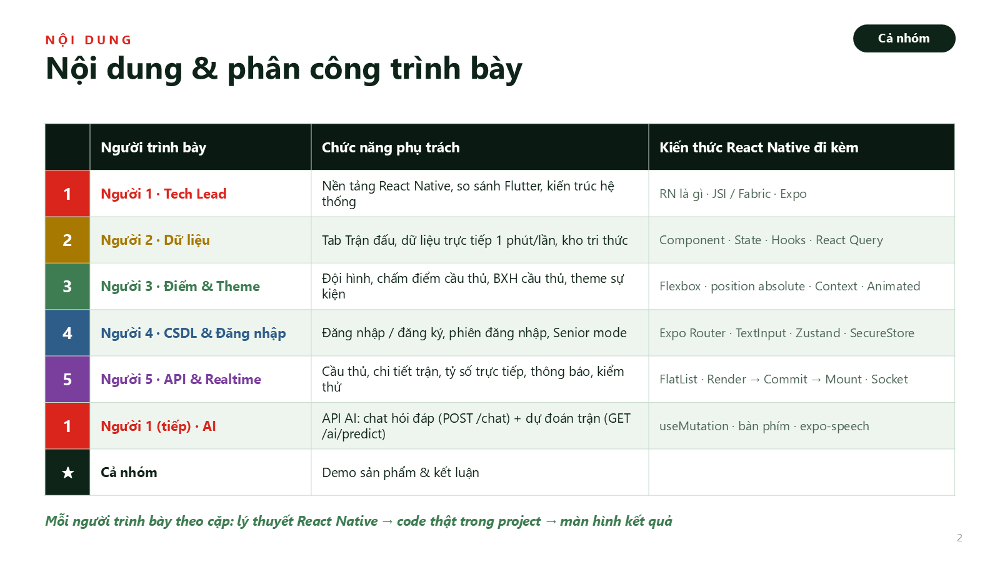 NỘI DUNG
Cả nhóm
Nội dung & phân công trình bày
Người trình bày
Chức năng phụ trách
Kiến thức React Native đi kèm
1
Người 1 · Tech Lead
Nền tảng React Native, so sánh Flutter, kiến trúc hệ
thống
RN là gì · JSI / Fabric · Expo
2
Người 2 · Dữ liệu
Tab Trận đấu, dữ liệu trực tiếp 1 phút/lần, kho tri thức
Component · State · Hooks · React Query
3
Người 3 · Điểm & Theme
Đội hình, chấm điểm cầu thủ, BXH cầu thủ, theme sự
kiện
Flexbox · position absolute · Context · Animated
4
Người 4 · CSDL & Đăng nhập
Đăng nhập / đăng ký, phiên đăng nhập, Senior mode
Expo Router · TextInput · Zustand · SecureStore
5
Người 5 · API & Realtime
Cầu thủ, chi tiết trận, tỷ số trực tiếp, thông báo, kiểm
thử
FlatList · Render → Commit → Mount · Socket
1
Người 1 (tiếp) · AI
API AI: chat hỏi đáp (POST /chat) + dự đoán trận (GET
/ai/predict)
useMutation · bàn phím · expo-speech
★
Cả nhóm
Demo sản phẩm & kết luận
Mỗi người trình bày theo cặp: lý thuyết React Native → code thật trong project → màn hình kết quả
2